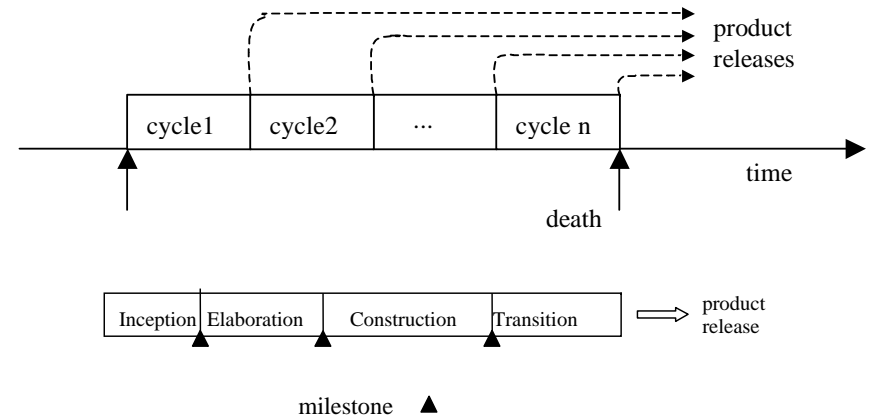 product
releases
cycle1 cycle2 ... cycle n
time
death
Inception Elaboration Construction Transition
product
release
milestone